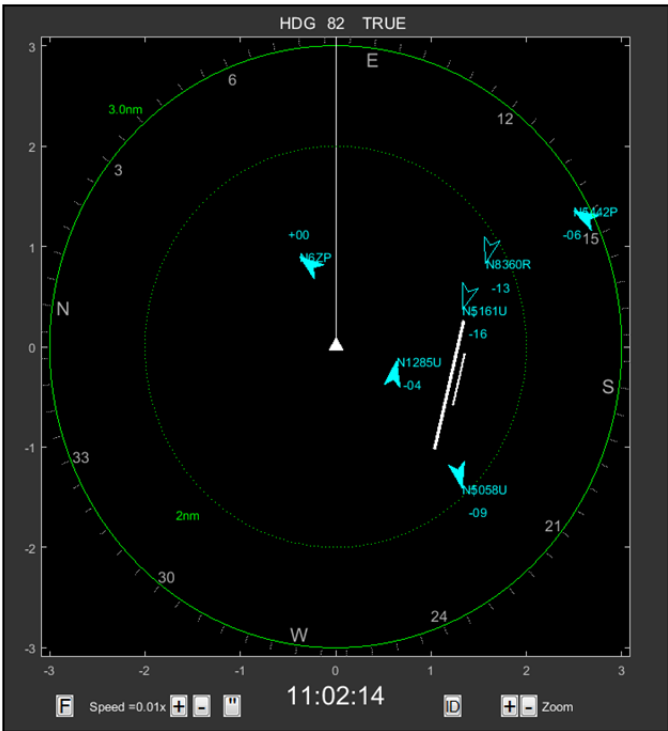 HDG 82 TRUE
3
E
6
3.0nm
12
2
3
N6442P
15
-06
+00
1
N6ZP
N8360R
-13
N
N5161U
-16
0
N1285U
-04
S
-1
33
N5058U
-09
2nm
21
-2
30
24
W
-3
-3 -2 -1 0 1 2 3
F Speed =0.01x + - " 11:02:14 ID + - Zoom